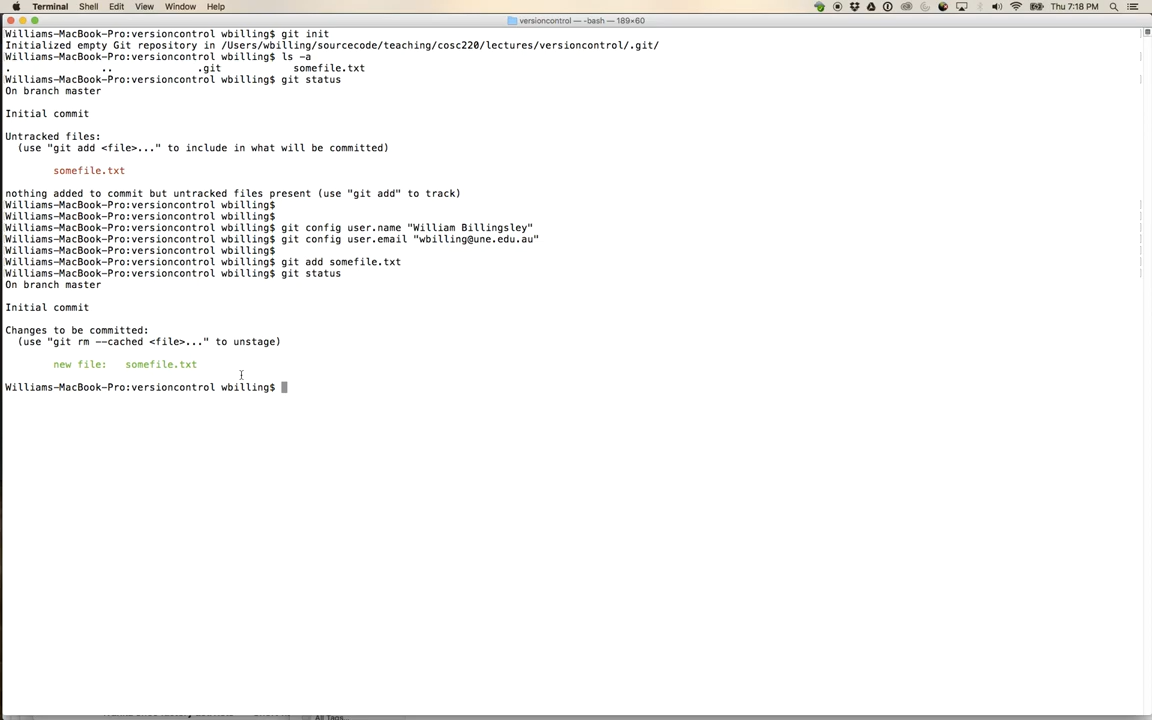 Terminal Shell Edit View Window Help Thu 7:18 PM
versioncontrol — -bash — 189×60
Williams-MacBook-Pro:versioncontrol wbilling$ git init
Initialized empty Git repository in /Users/wbilling/sourcecode/teaching/cosc220/lectures/versioncontrol/.git/
Williams-MacBook-Pro:versioncontrol wbilling$ ls -a
. .. .git somefile.txt
Williams-MacBook-Pro:versioncontrol wbilling$ git status
On branch master
Initial commit
Untracked files:
(use "git add <file>..." to include in what will be committed)
somefile.txt
nothing added to commit but untracked files present (use "git add" to track)
Williams-MacBook-Pro:versioncontrol wbilling$
Williams-MacBook-Pro:versioncontrol wbilling$
Williams-MacBook-Pro:versioncontrol wbilling$ git config user.name "William Billingsley"
Williams-MacBook-Pro:versioncontrol wbilling$ git config user.email "wbilling@une.edu.au"
Williams-MacBook-Pro:versioncontrol wbilling$
Williams-MacBook-Pro:versioncontrol wbilling$ git add somefile.txt
Williams-MacBook-Pro:versioncontrol wbilling$ git status
On branch master
Initial commit
Changes to be committed:
(use "git rm --cached <file>..." to unstage)
new file: somefile.txt
Williams-MacBook-Pro:versioncontrol wbilling$
All Tags...